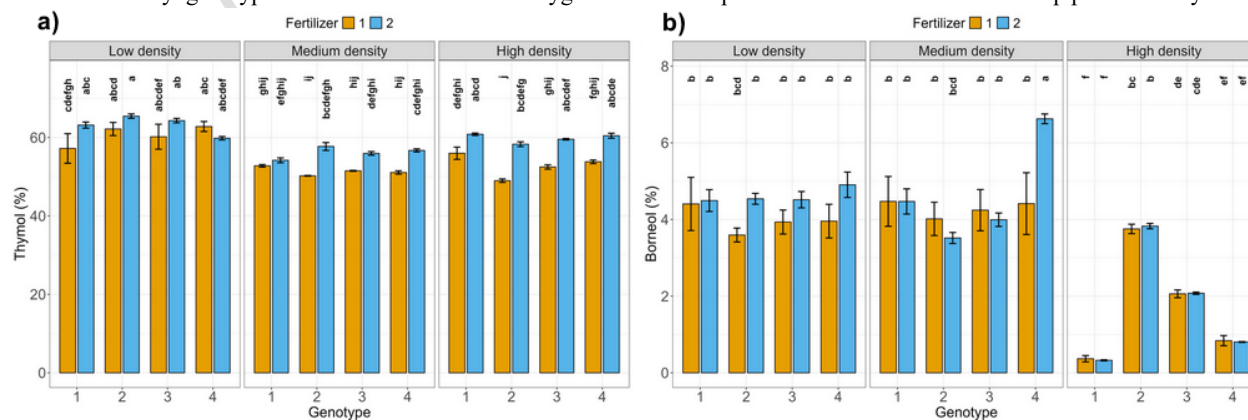 a) Fertilizer 1 2
Low density Medium density High density
cdefgh abc abcd a abcdef ab abc abcdef ghij efghij ij bcdefgh hij defghi hij cdefghi defghi abcd j bcdefg ghij abcdef fghij abcde
60
40
20
0
Thymol (%)
1 2 3 4 1 2 3 4 1 2 3 4
Genotype
b) Fertilizer 1 2
Low density Medium density High density
b b bcd b b b b b b b b bcd b b b a f f bc b de cde ef ef
8
6
4
2
0
Borneol (%)
1 2 3 4 1 2 3 4 1 2 3 4
Genotype